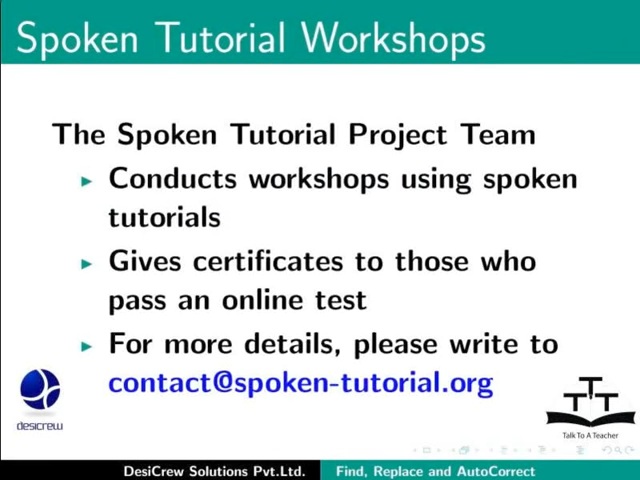 Spoken Tutorial Workshops
The Spoken Tutorial Project Team
Conducts workshops using spoken
tutorials
Gives certificates to those who
pass an online test
For more details, please write to
contact@spoken-tutorial.org
desicrew
TTT
Talk To A Teacher
DesiCrew Solutions Pvt.Ltd.
Find, Replace and AutoCorrect